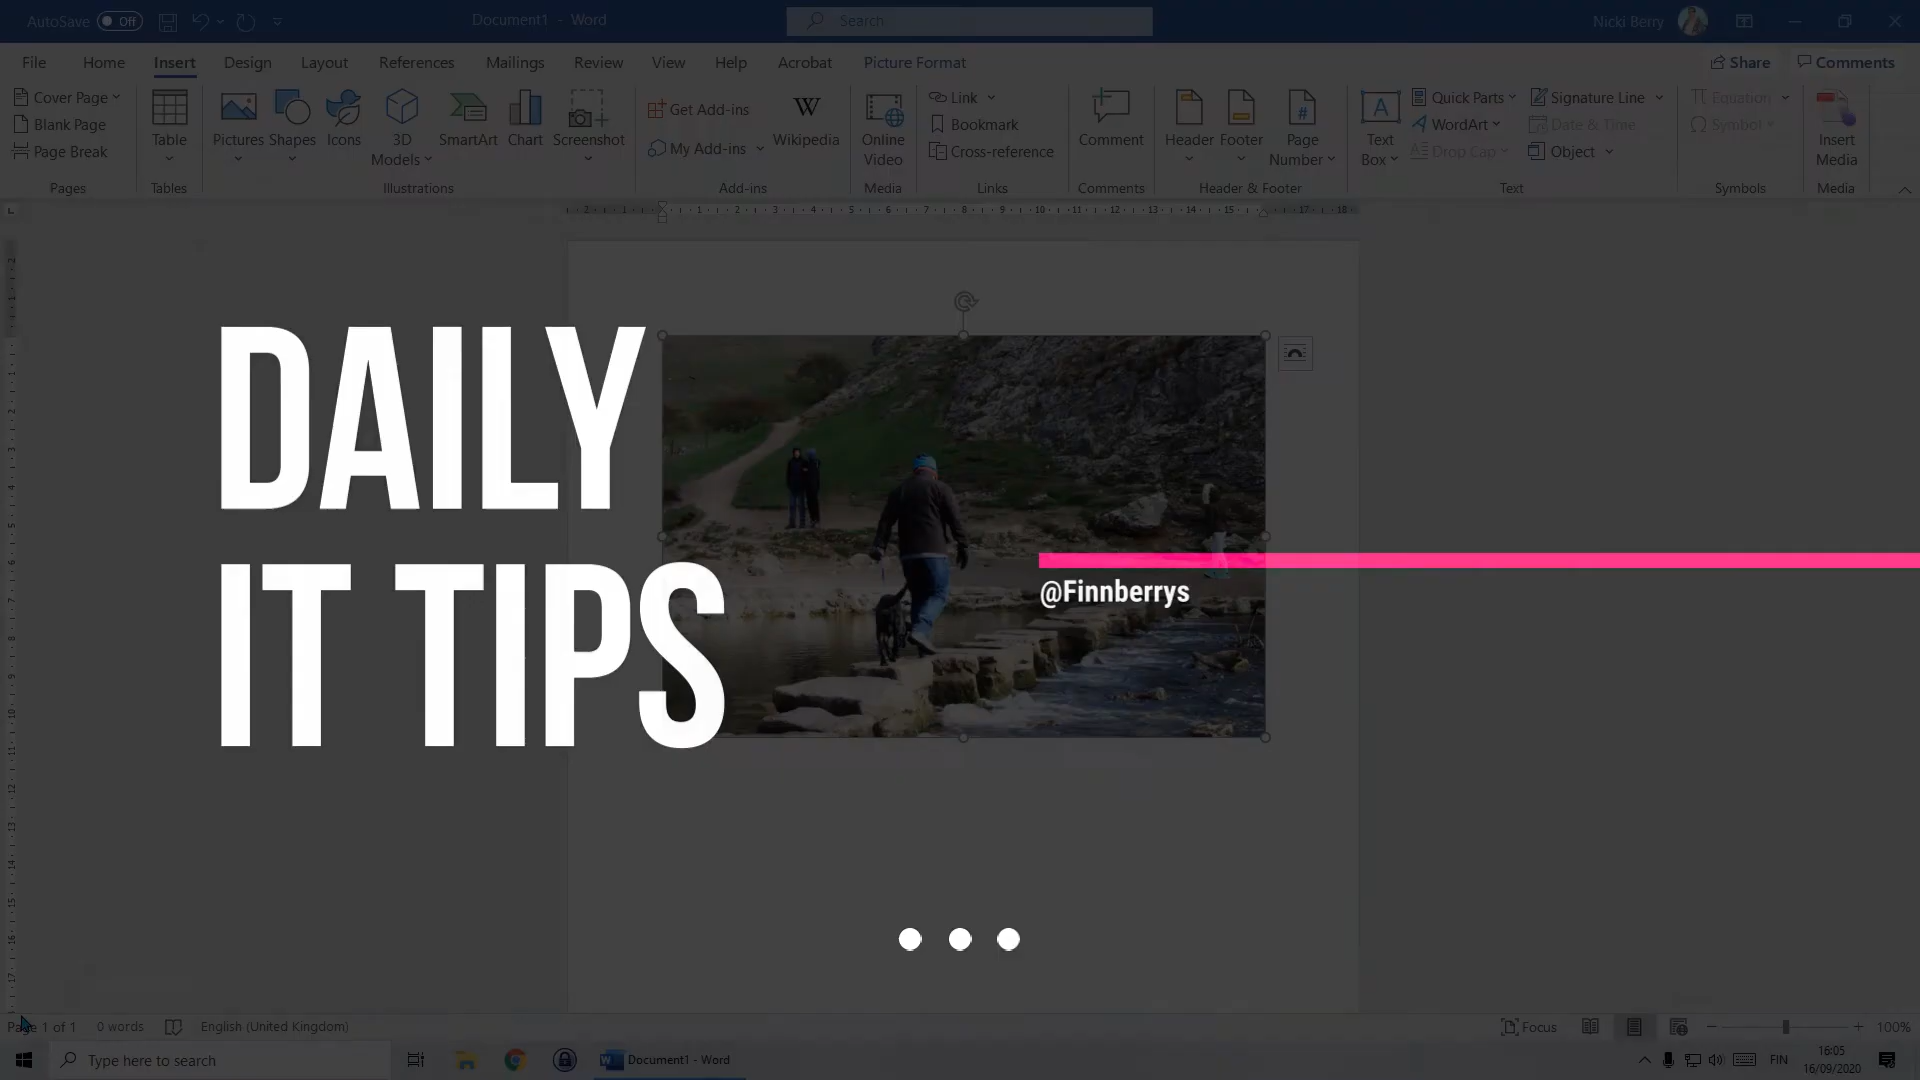 AutoSave Off
Document1 - Word
Search
Nicki Berry
File Home Insert Design Layout References Mailings Review View Help Acrobat Picture Format
Share Comments
Cover Page
Blank Page
Page Break
Pages
Table
Tables
Pictures Shapes Icons 3D Models SmartArt Chart Screenshot
Illustrations
Get Add-ins
My Add-ins
Wikipedia
Add-ins
Online Video
Media
Link
Bookmark
Cross-reference
Links
Comment
Comments
Header Footer Page Number
Header & Footer
Text Box
Quick Parts
WordArt
Drop Cap
Signature Line
Date & Time
Object
Text
Equation
Symbol
Symbols
Insert Media
Media
DAILY
IT TIPS
@Finnberrys
Page 1 of 1 0 words English (United Kingdom)
Focus
100%
Type here to search
Document1 - Word
FIN
16:05
16/09/2020